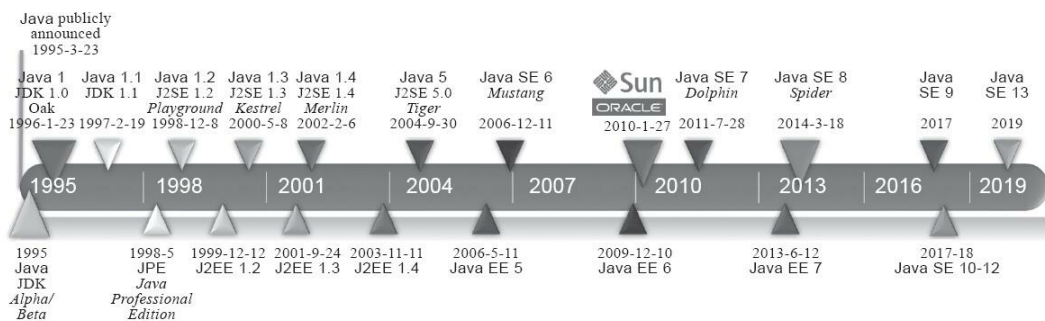 Java publicly
announced
1995-3-23
Java 1
JDK 1.0
Oak
1996-1-23
Java 1.1
JDK 1.1
1997-2-19
Java 1.2
J2SE 1.2
Playground
1998-12-8
Java 1.3
J2SE 1.3
Kestrel
2000-5-8
Java 1.4
J2SE 1.4
Merlin
2002-2-6
Java 5
J2SE 5.0
Tiger
2004-9-30
Java SE 6
Mustang
2006-12-11
Sun
ORACLE
2010-1-27
Java SE 7
Dolphin
2011-7-28
Java SE 8
Spider
2014-3-18
Java
SE 9
2017
Java
SE 13
2019
1995
1998
2001
2004
2007
2010
2013
2016
2019
1995
Java
JDK
Alpha/
Beta
1998-5
JPE
Java
Professional
Edition
1999-12-12
J2EE 1.2
2001-9-24
J2EE 1.3
2003-11-11
J2EE 1.4
2006-5-11
Java EE 5
2009-12-10
Java EE 6
2013-6-12
Java EE 7
2017-18
Java SE 10-12